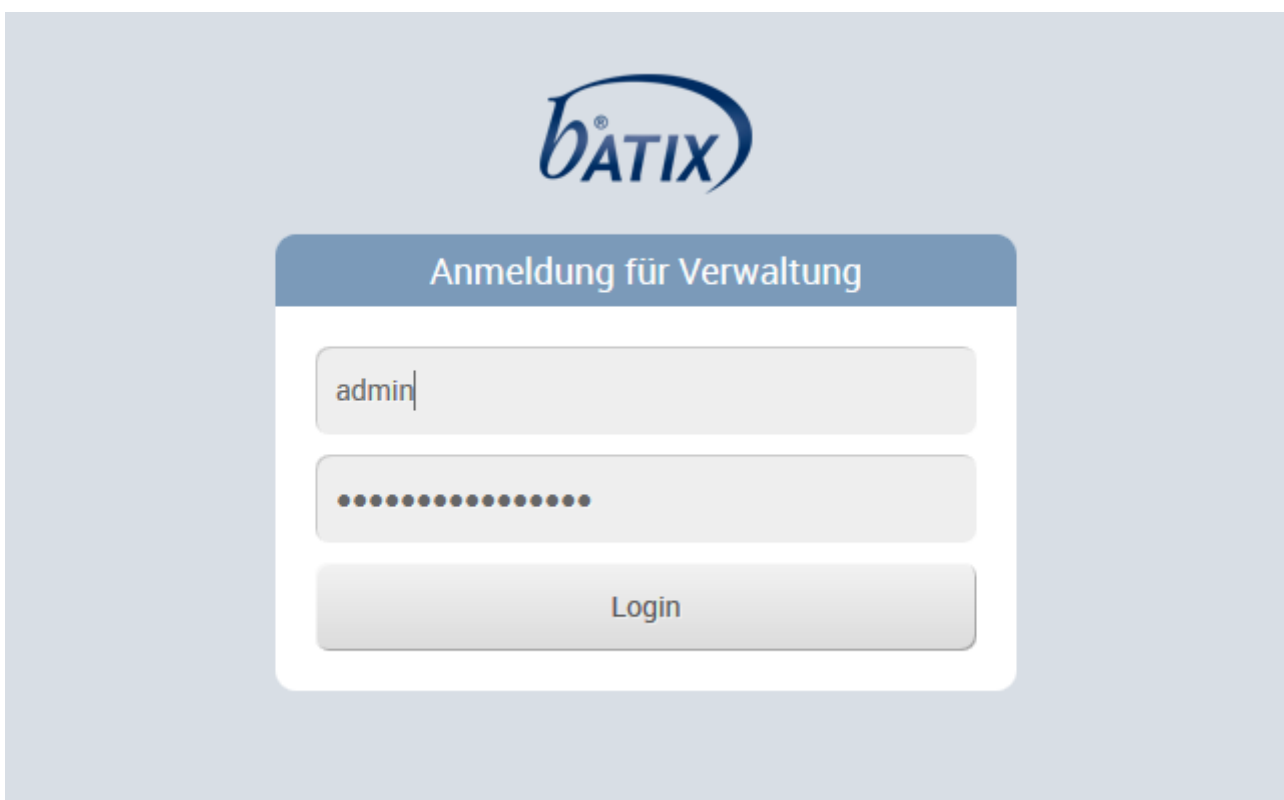 bATIX®
Anmeldung für Verwaltung
admin
••••••••••••••••
Login